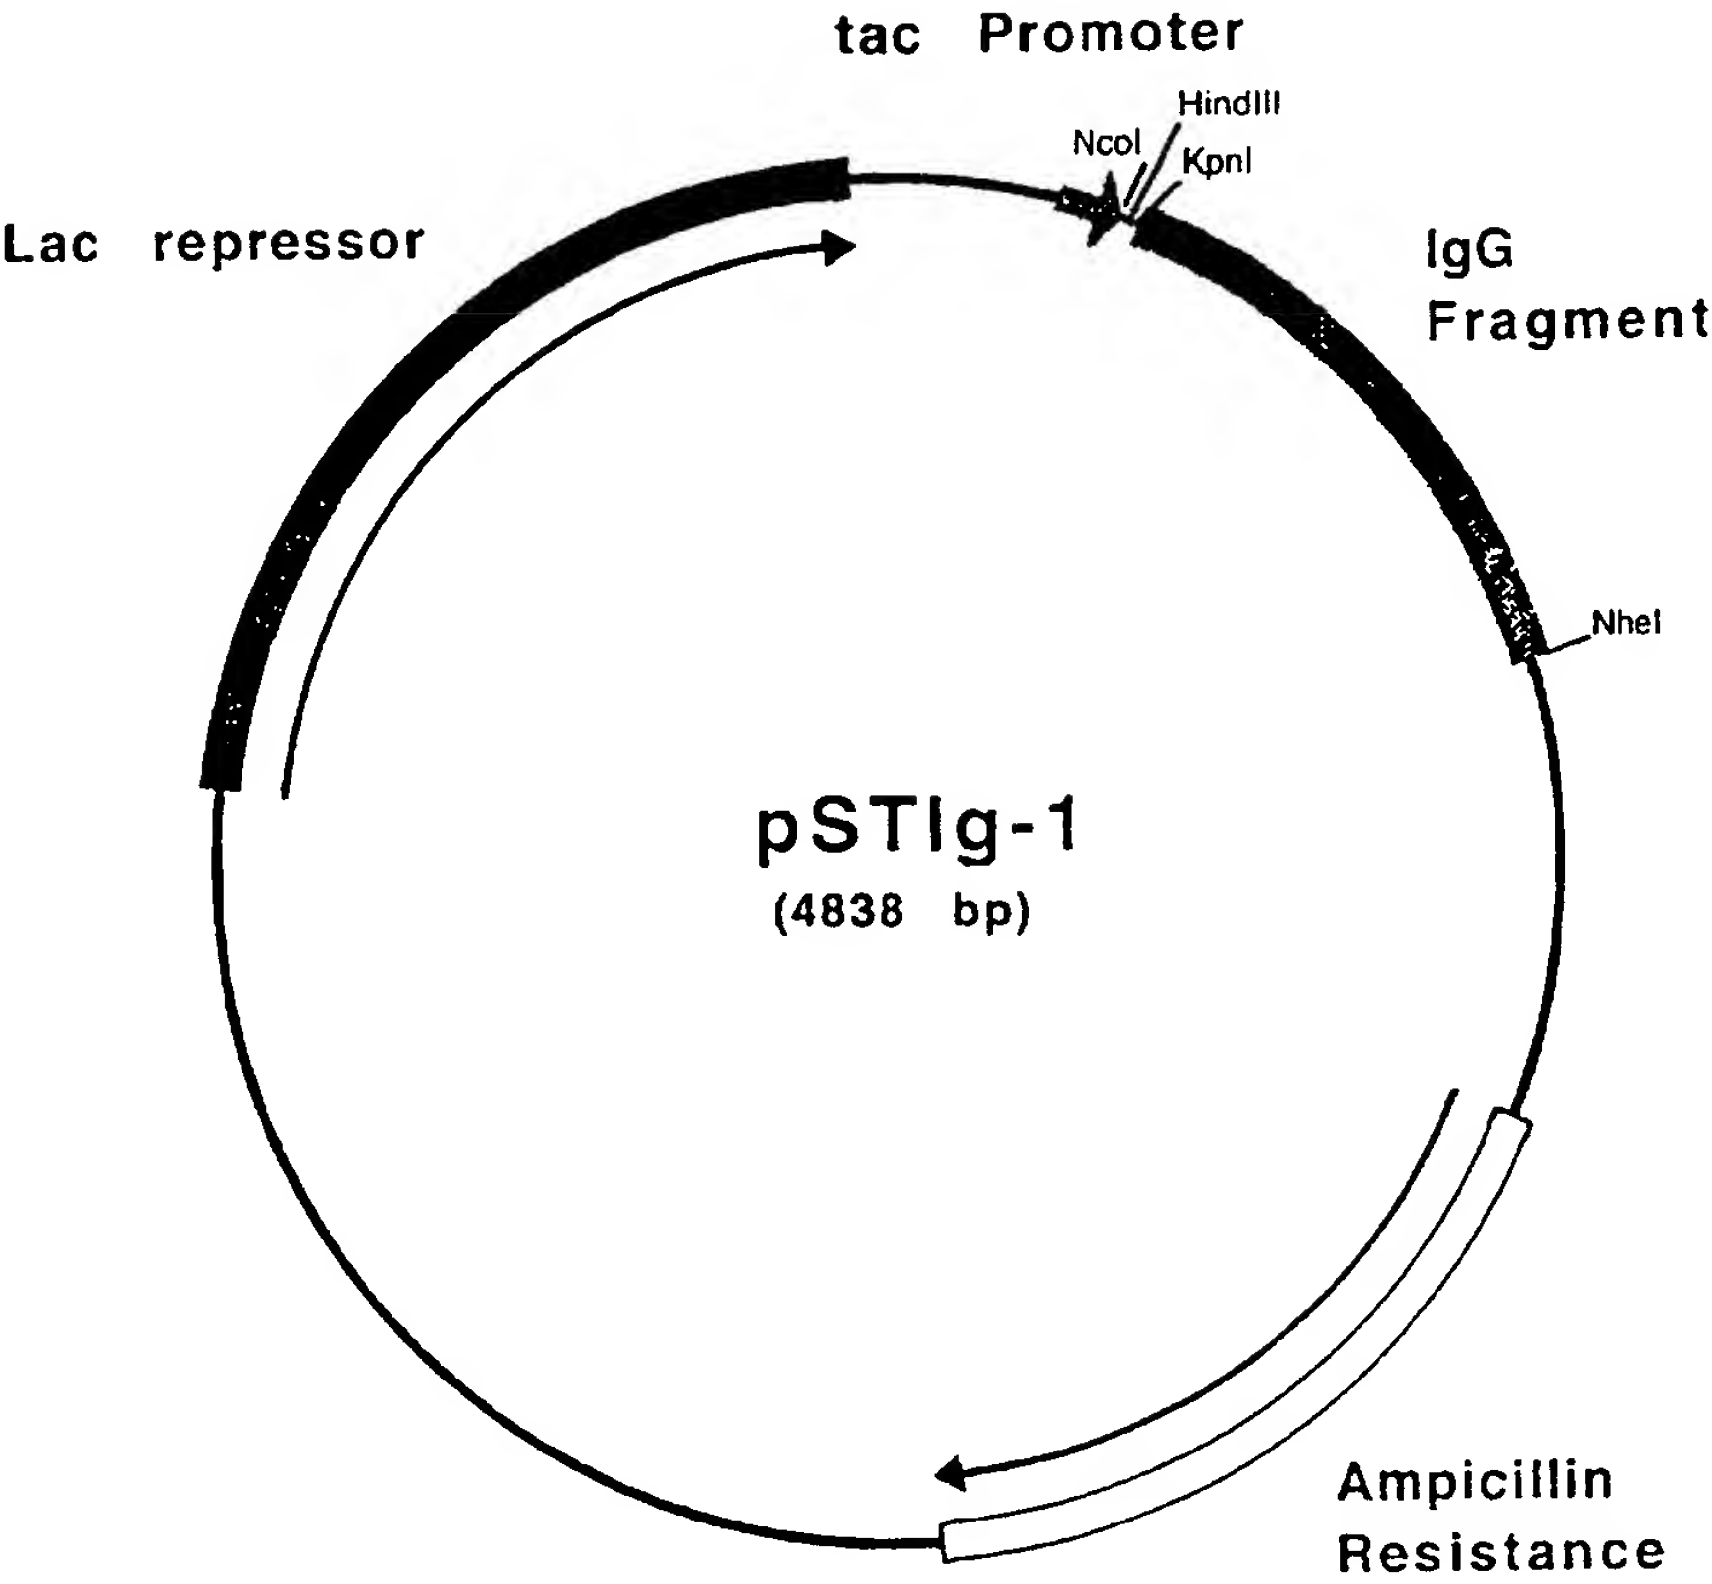 tac Promoter
HindIII
NcoI
KpnI
Lac repressor
IgG
Fragment
NheI
pSTIg-1
(4838 bp)
Ampicillin
Resistance